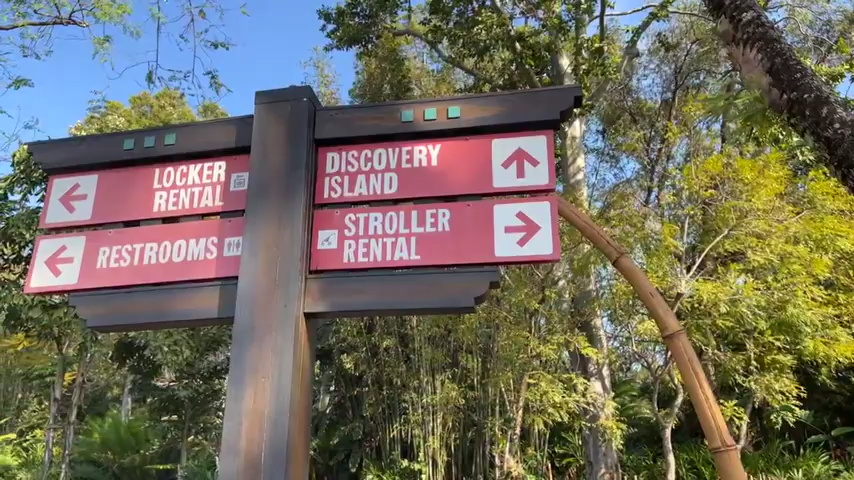 LOCKER
RENTAL
RESTROOMS
DISCOVERY
ISLAND
STROLLER
RENTAL